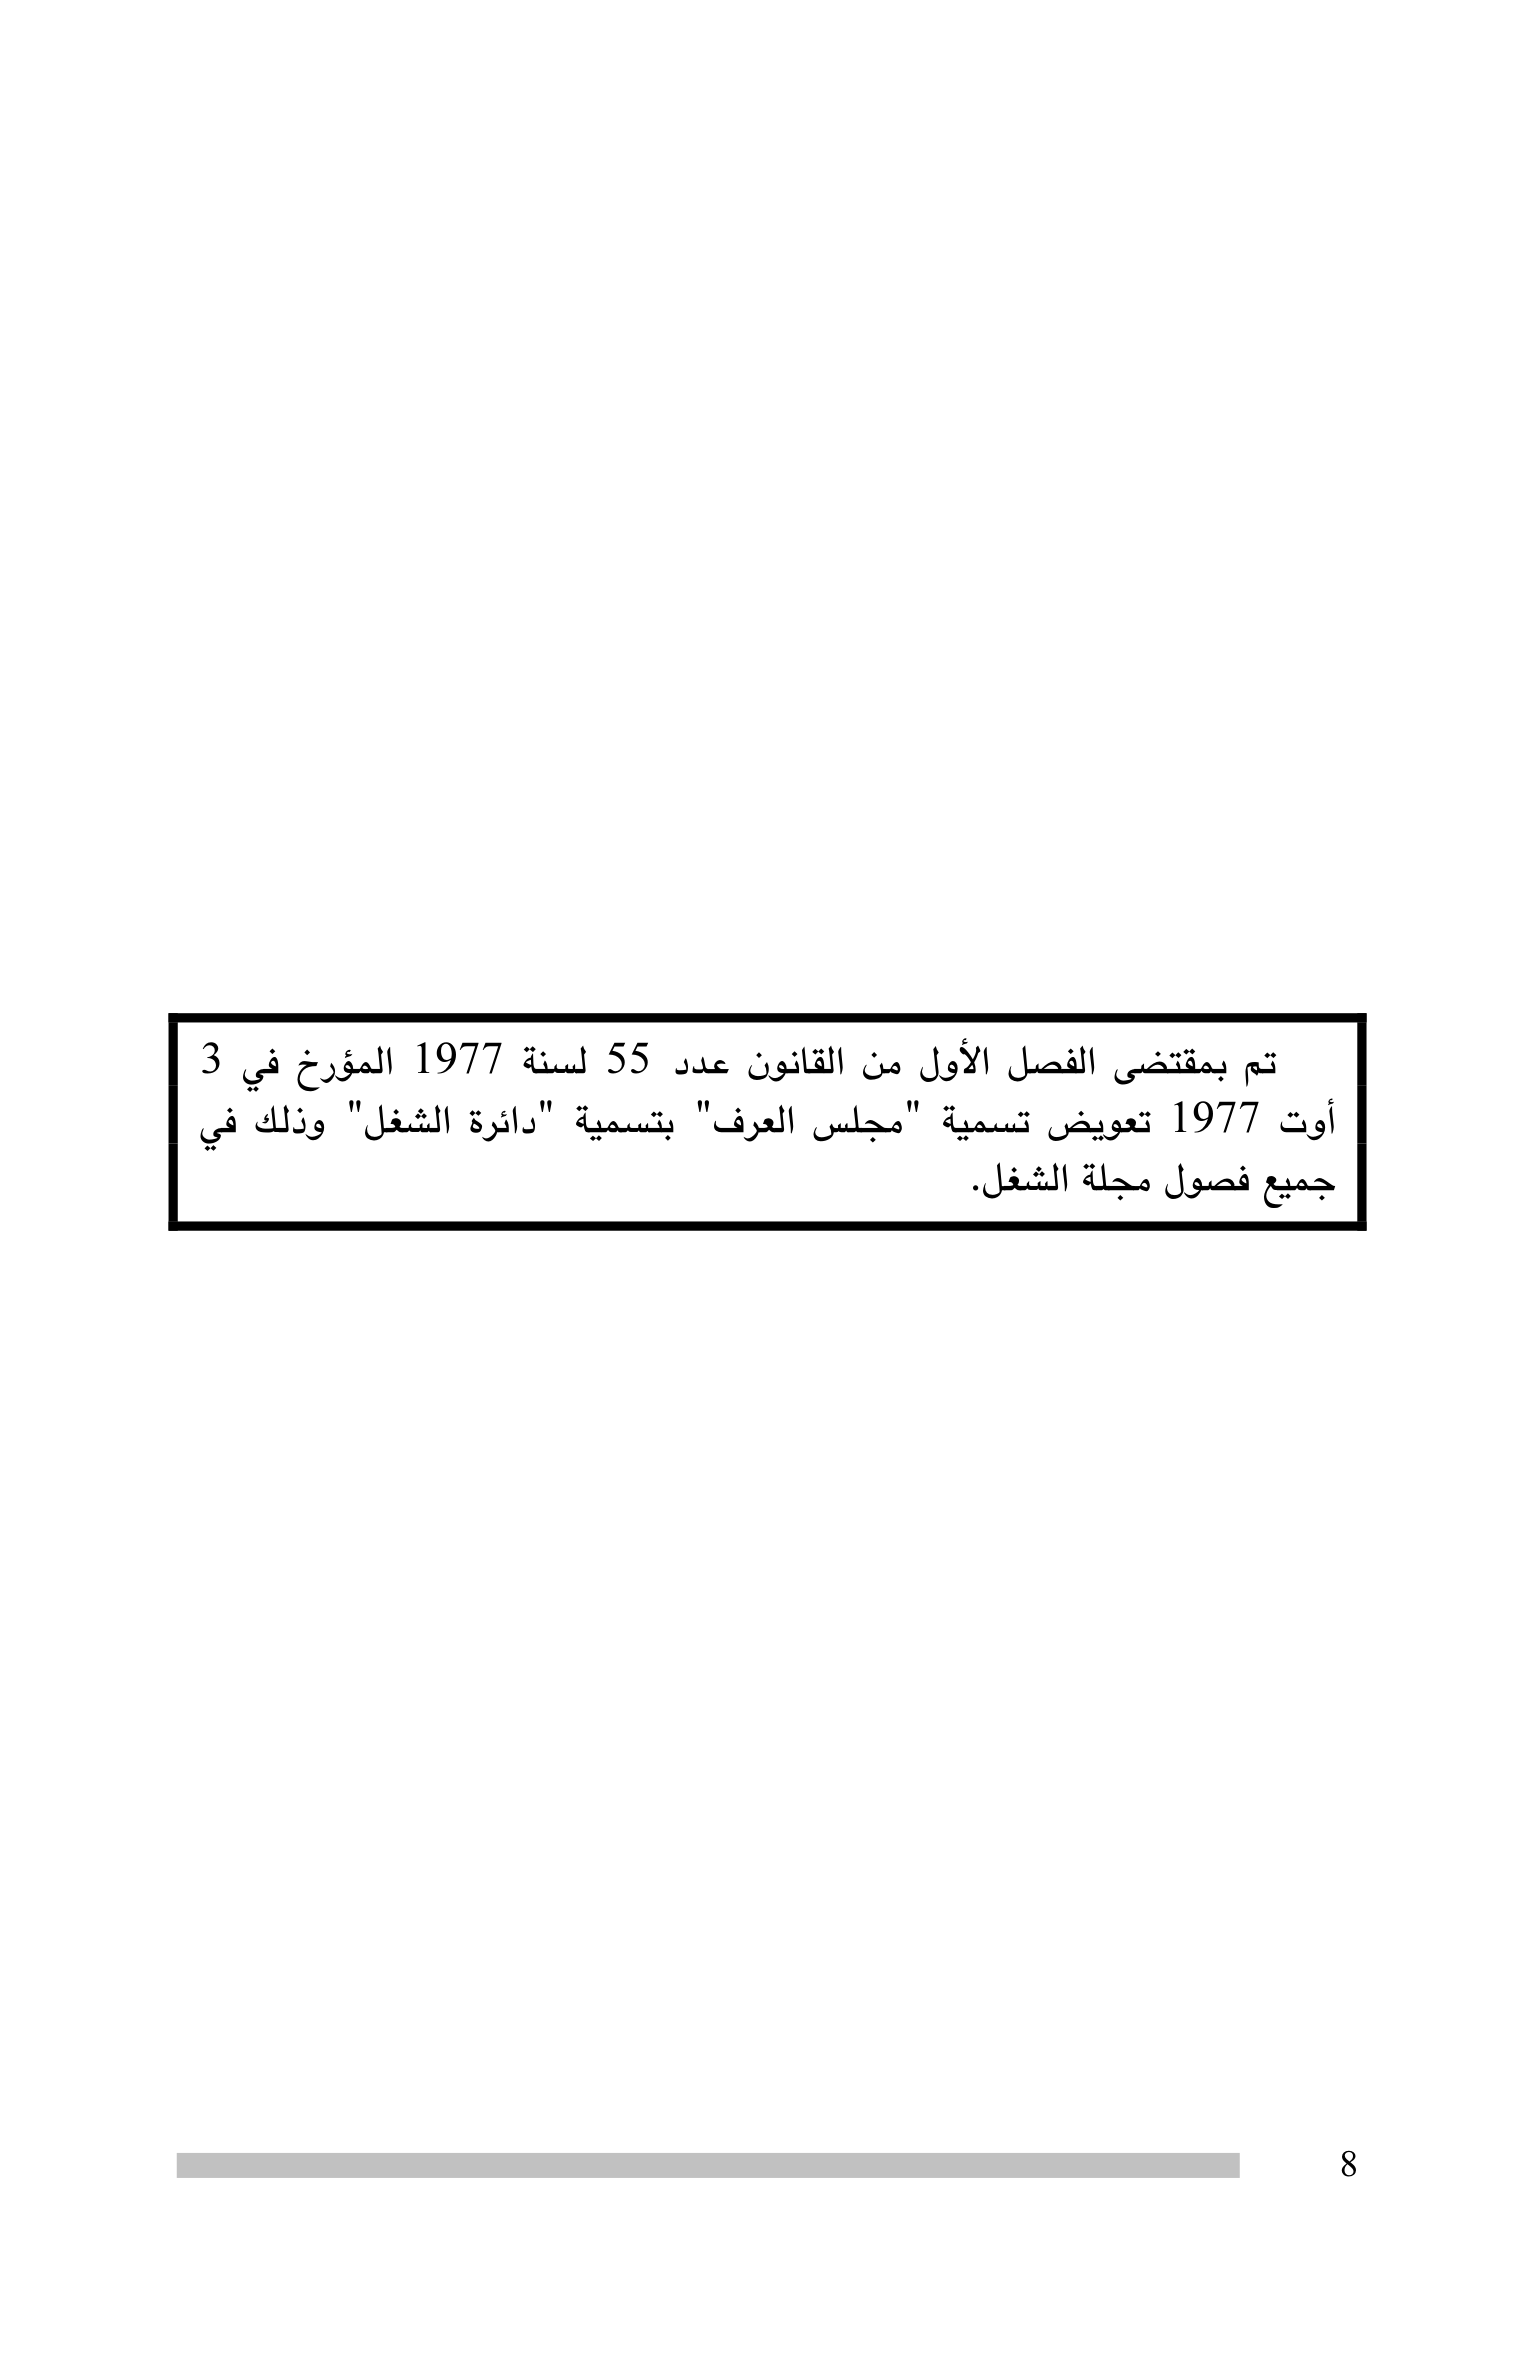 تم بمقتضى الفصل الأول من القانون عدد 55 لسنة 1977 المؤرخ في 3
أوت 1977 تعويض تسمية "مجلس العرف" بتسمية "دائرة الشغل" وذلك في
جميع فصول مجلة الشغل.
8